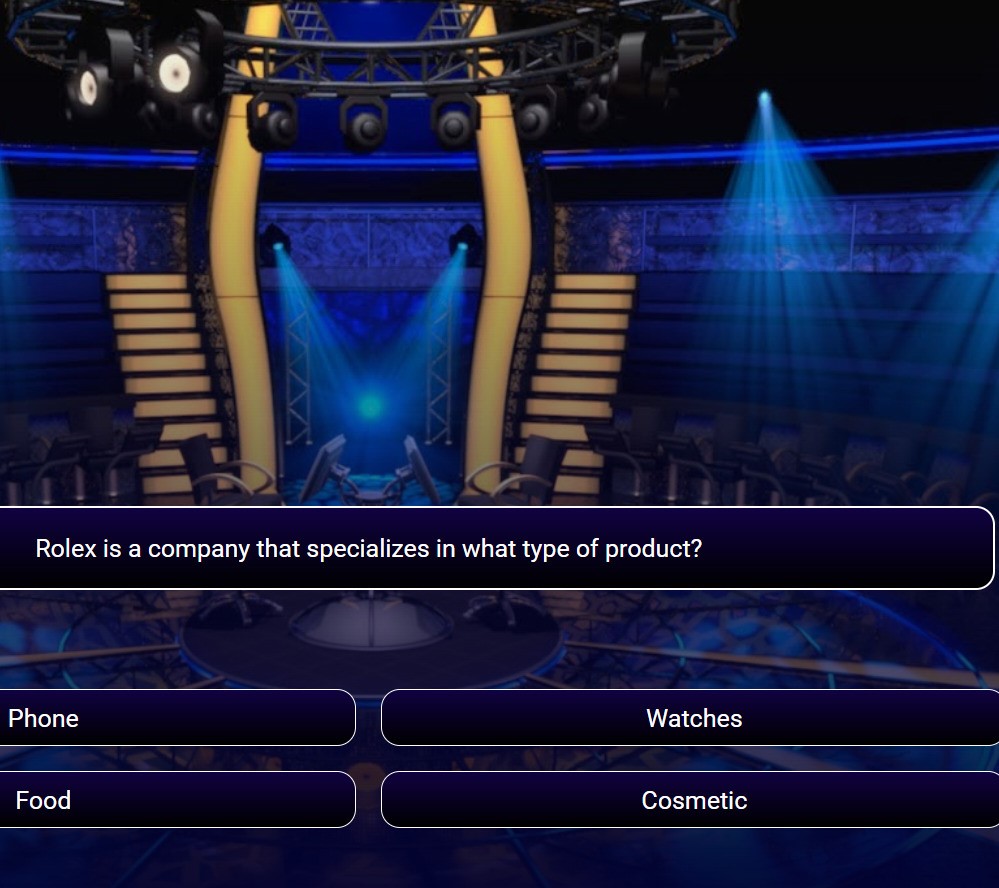 Rolex is a company that specializes in what type of product?
Phone
Watches
Food
Cosmetic